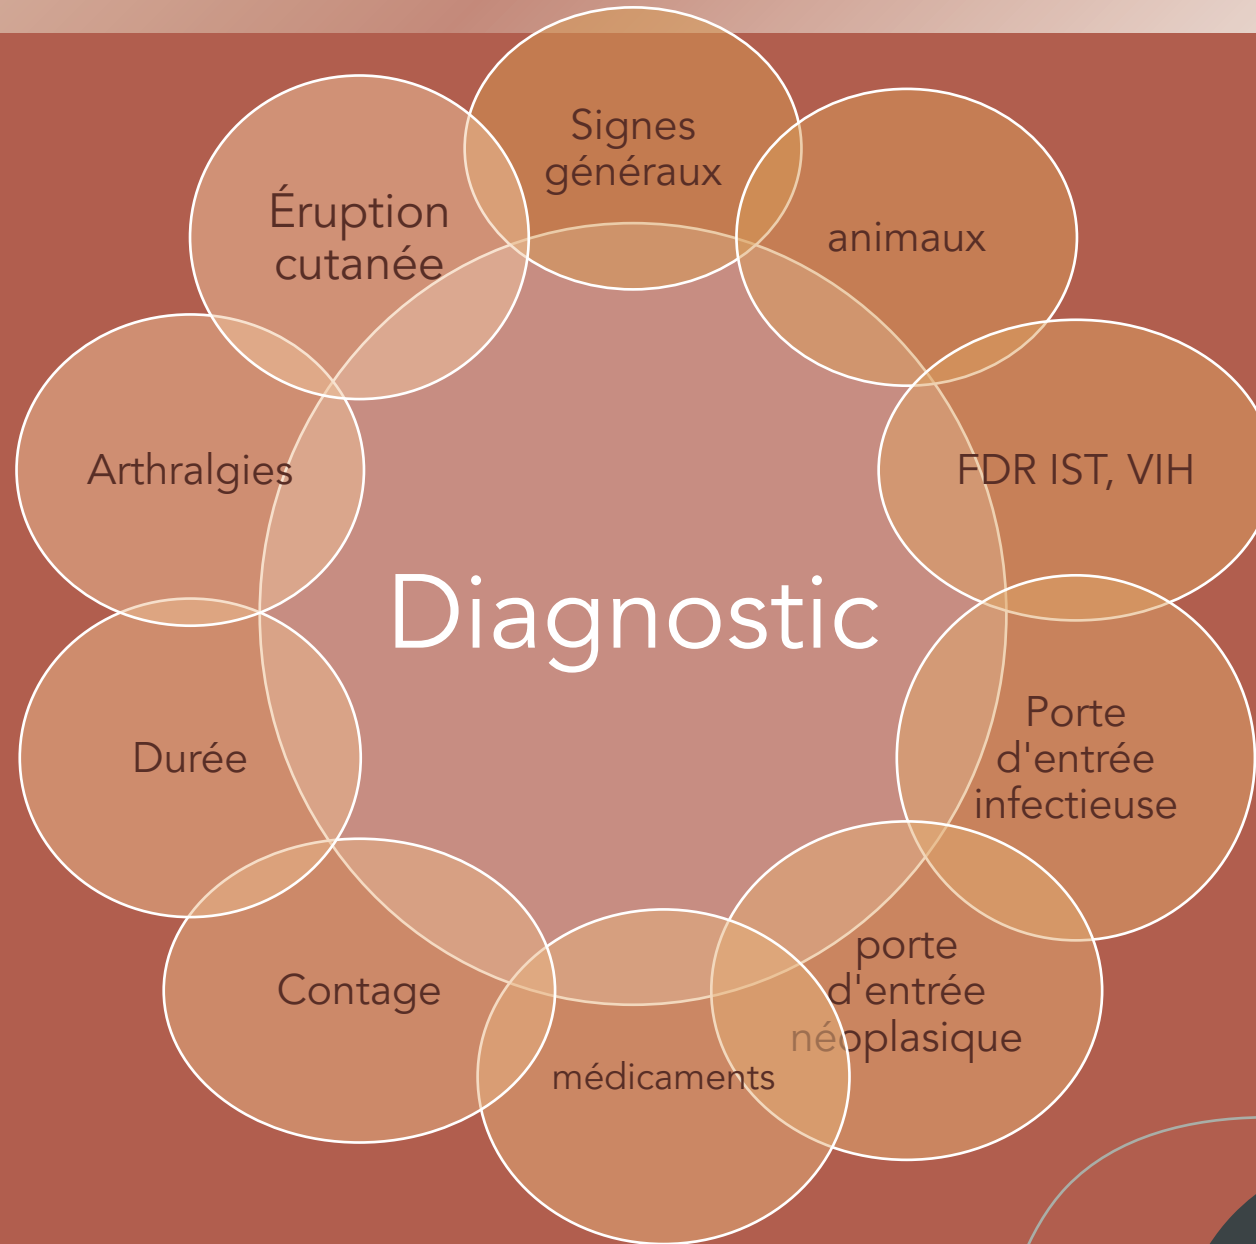 Signes
généraux
animaux
FDR IST, VIH
Porte
d'entrée
infectieuse
porte
d'entrée
néoplasique
médicaments
Contage
Durée
Arthralgies
Éruption
cutanée
Diagnostic